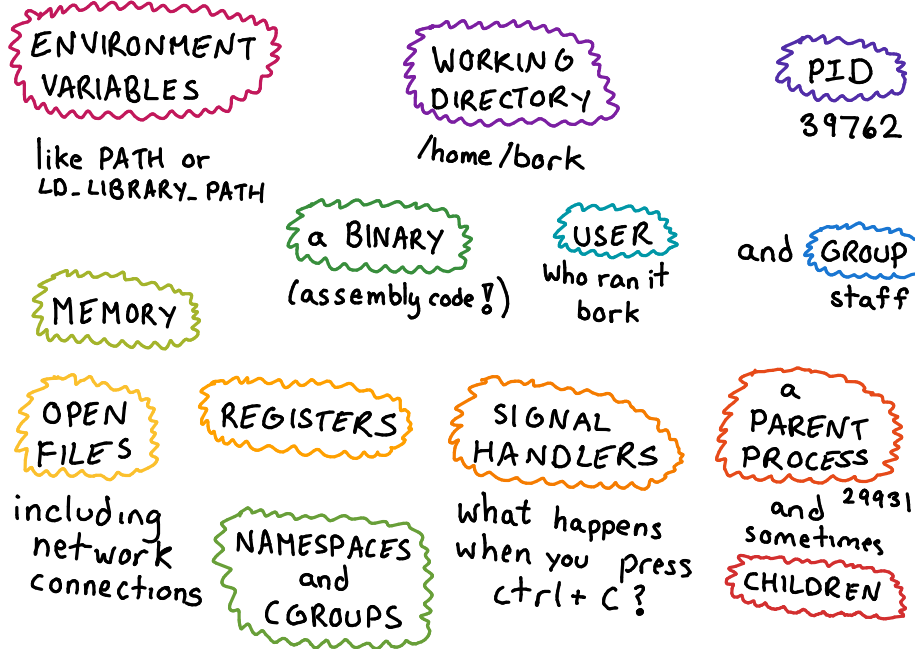 ENVIRONMENT
VARIABLES
like PATH or
LD_LIBRARY_PATH
WORKING
DIRECTORY
/home/bork
PID
39762
a BINARY
(assembly code!)
USER
who ran it
bork
and GROUP
staff
MEMORY
OPEN
FILES
including
network
connections
REGISTERS
NAMESPACES
and
CGROUPS
SIGNAL
HANDLERS
what happens
when you press
ctrl+C?
a
PARENT
PROCESS
29931
and
sometimes
CHILDREN